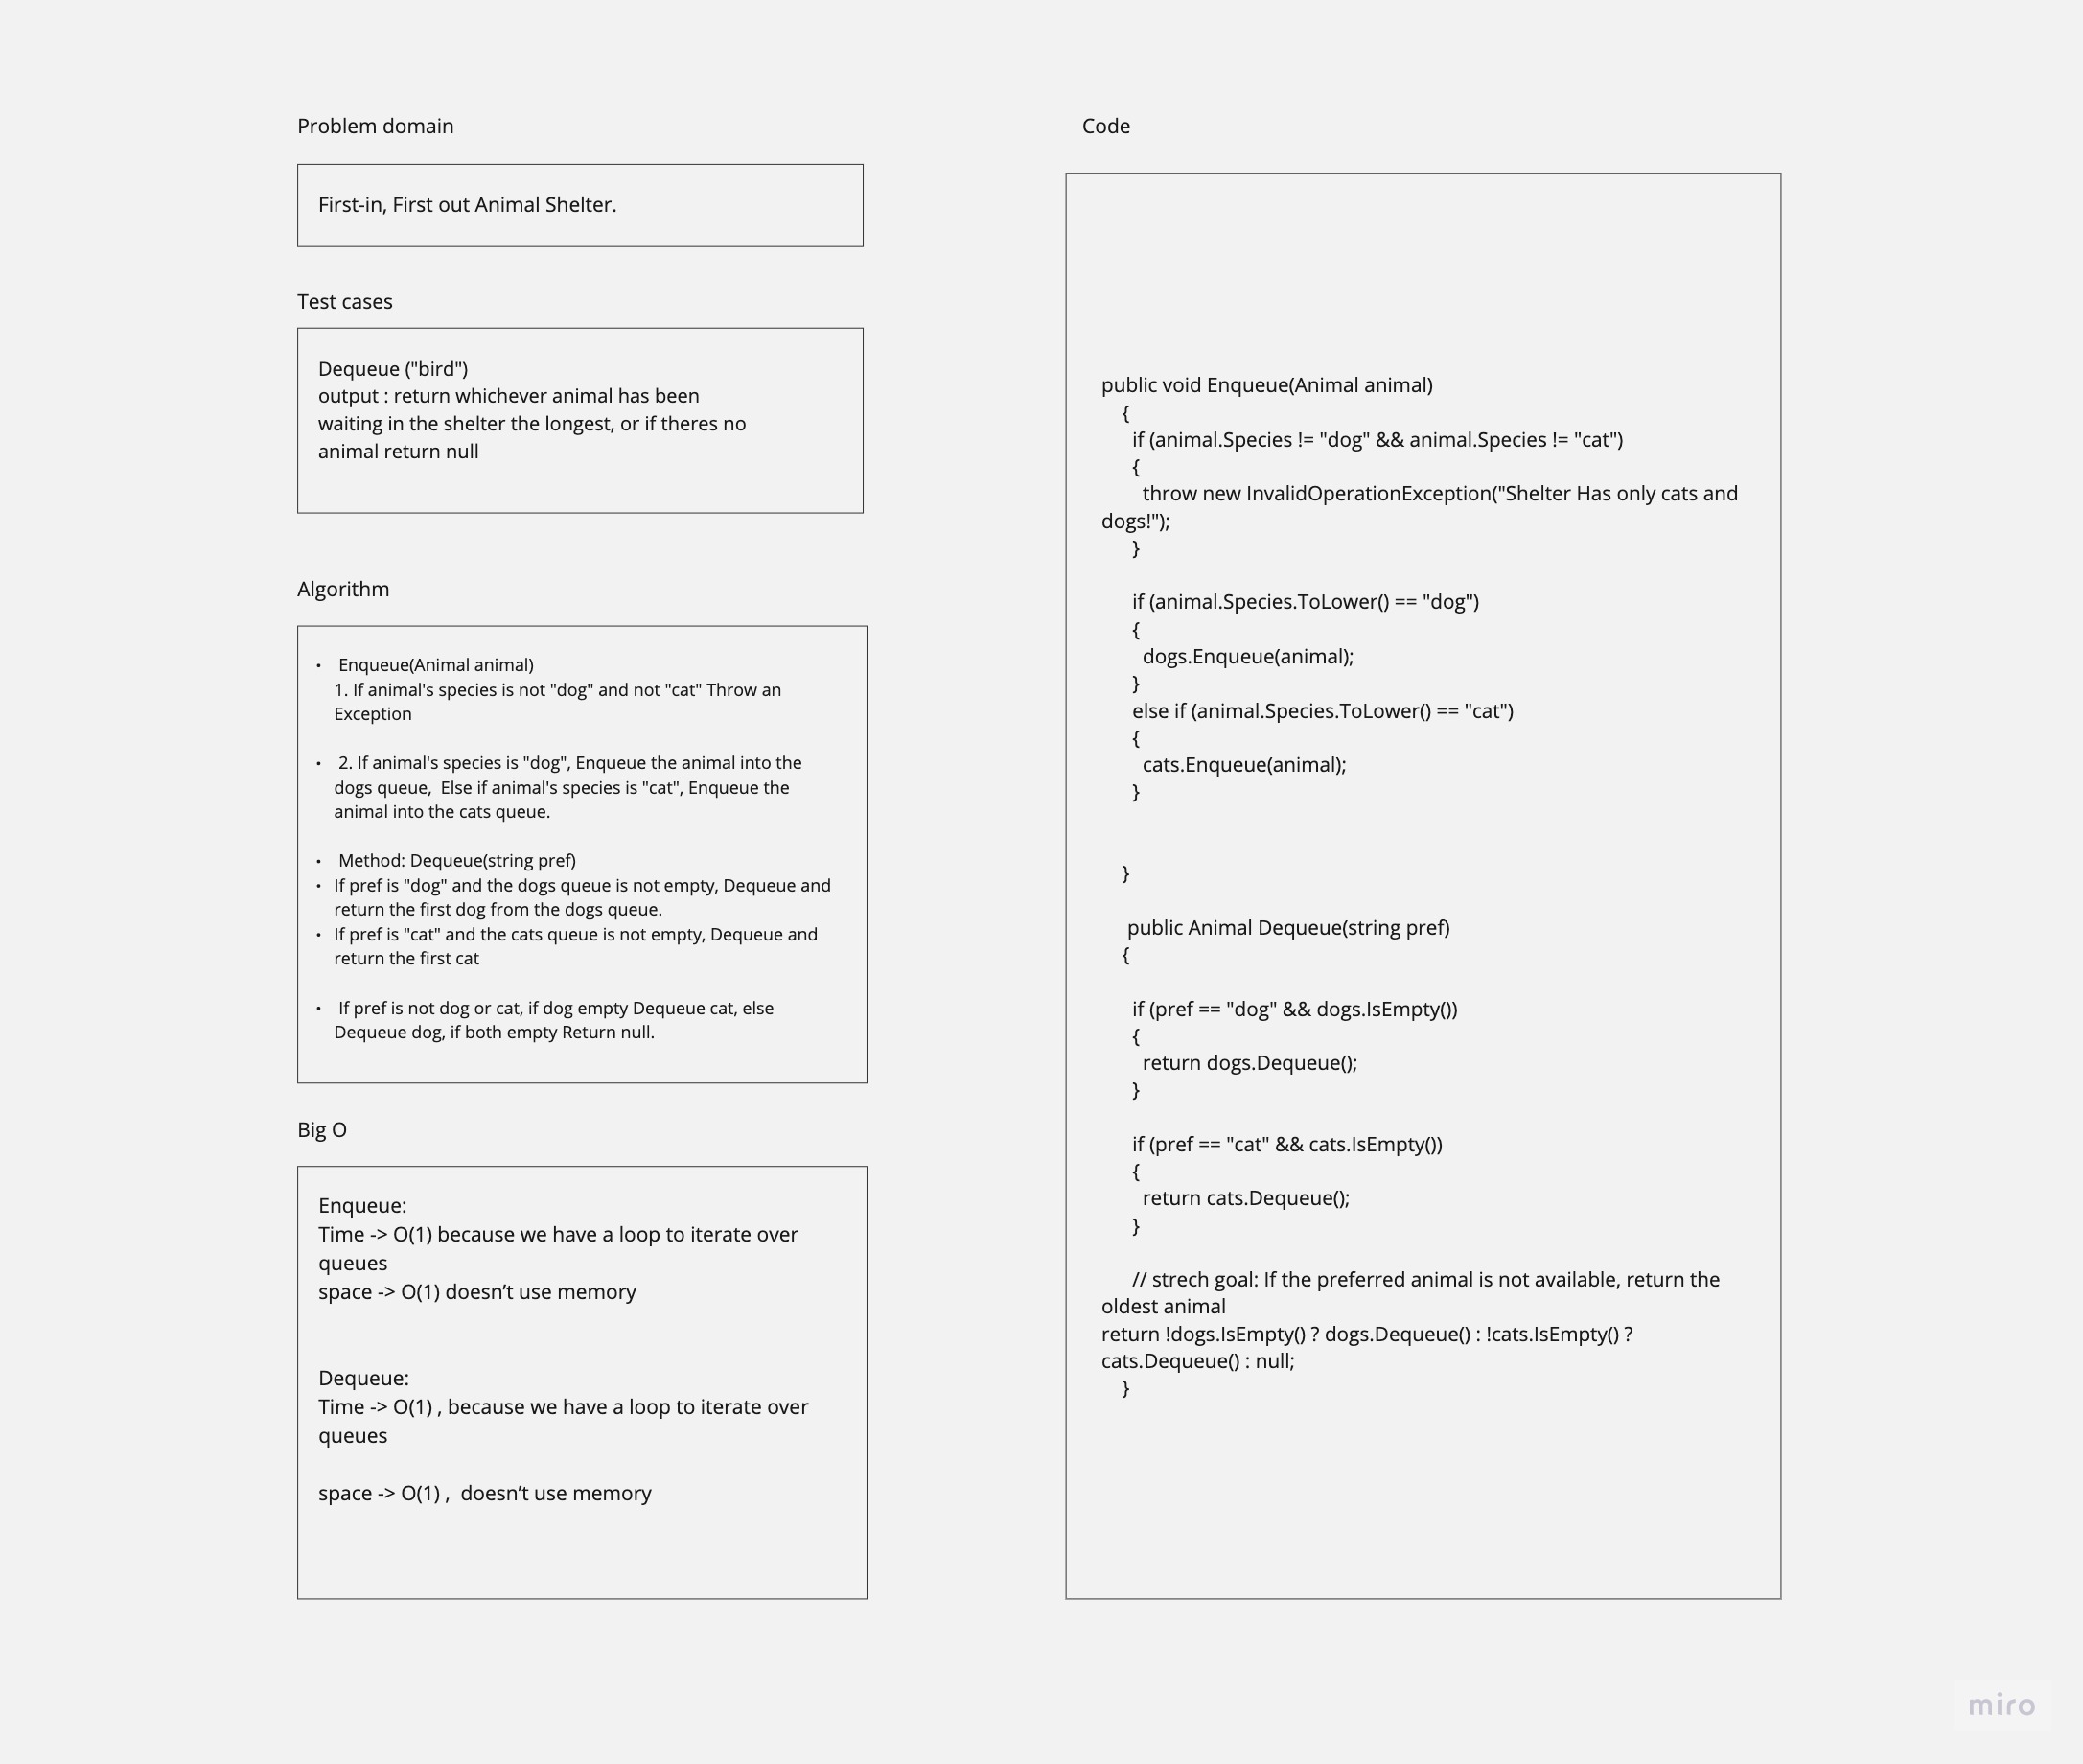 Problem domain
First-in, First out Animal Shelter.
Test cases
Dequeue ("bird")
output : return whichever animal has been
waiting in the shelter the longest, or if theres no
animal return null
Algorithm
• Enqueue(Animal animal)
1. If animal's species is not "dog" and not "cat" Throw an
Exception
• 2. If animal's species is "dog", Enqueue the animal into the
dogs queue,  Else if animal's species is "cat", Enqueue the
animal into the cats queue.
• Method: Dequeue(string pref)
• If pref is "dog" and the dogs queue is not empty, Dequeue and
return the first dog from the dogs queue.
• If pref is "cat" and the cats queue is not empty, Dequeue and
return the first cat
• If pref is not dog or cat, if dog empty Dequeue cat, else
Dequeue dog, if both empty Return null.
Big O
Enqueue:
Time -> O(1) because we have a loop to iterate over
queues
space -> O(1) doesn’t use memory
Dequeue:
Time -> O(1) , because we have a loop to iterate over
queues
space -> O(1) ,  doesn’t use memory
Code
public void Enqueue(Animal animal)
{
if (animal.Species != "dog" && animal.Species != "cat")
{
throw new InvalidOperationException("Shelter Has only cats and
dogs!");
}
if (animal.Species.ToLower() == "dog")
{
dogs.Enqueue(animal);
}
else if (animal.Species.ToLower() == "cat")
{
cats.Enqueue(animal);
}
}
public Animal Dequeue(string pref)
{
if (pref == "dog" && dogs.IsEmpty())
{
return dogs.Dequeue();
}
if (pref == "cat" && cats.IsEmpty())
{
return cats.Dequeue();
}
// strech goal: If the preferred animal is not available, return the
oldest animal
return !dogs.IsEmpty() ? dogs.Dequeue() : !cats.IsEmpty() ?
cats.Dequeue() : null;
}
miro